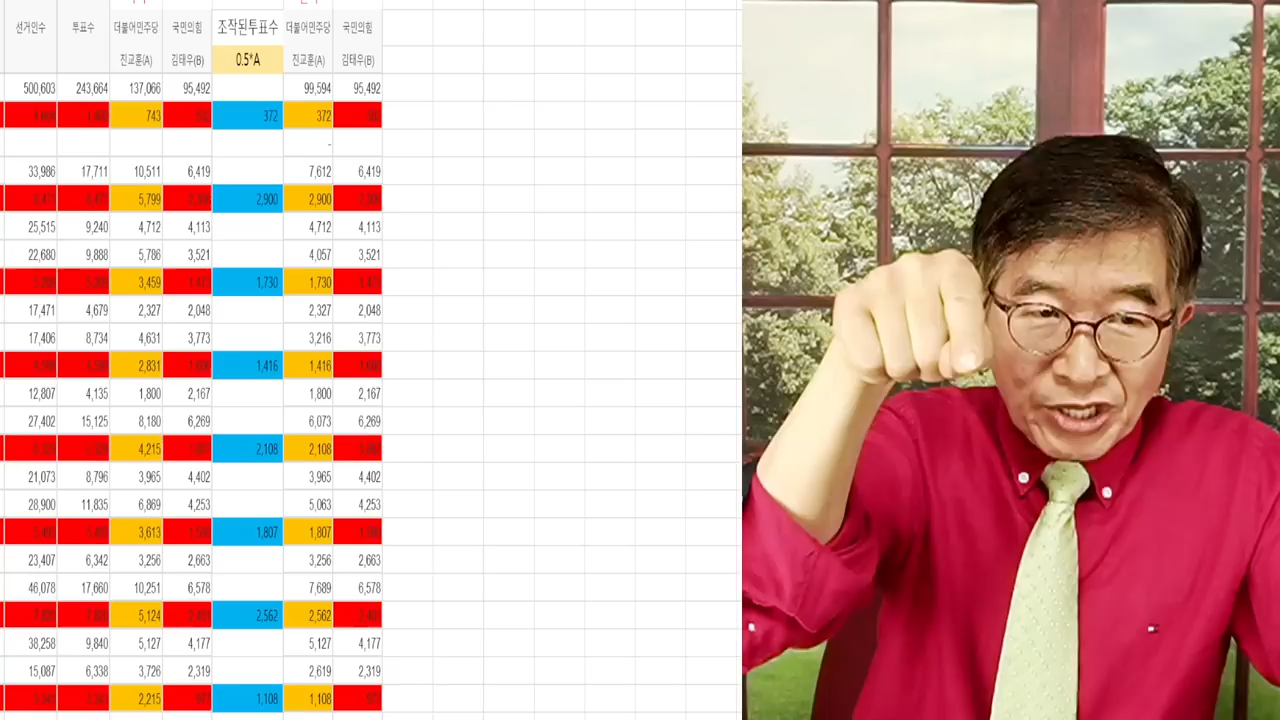 선거인수 투표수 더불어민주당 국민의힘 조작된투표수 더불어민주당 국민의힘
진교훈(A) 김태우(B) 0.5*A 진교훈(A) 김태우(B)
500,603 243,664 137,066 95,492 99,594 95,492
743 372 372
-
33,986 17,711 10,511 6,419 7,612 6,419
5,799 2,900 2,900
25,515 9,240 4,712 4,113 4,712 4,113
22,680 9,888 5,786 3,521 4,057 3,521
3,459 1,730 1,730
17,471 4,679 2,327 2,048 2,327 2,048
17,406 8,734 4,631 3,773 3,216 3,773
2,831 1,416 1,416
12,807 4,135 1,800 2,167 1,800 2,167
27,402 15,125 8,180 6,269 6,073 6,269
4,215 2,108 2,108
21,073 8,796 3,965 4,402 3,965 4,402
28,900 11,835 6,869 4,253 5,063 4,253
3,613 1,807 1,807
23,407 6,342 3,256 2,663 3,256 2,663
46,078 17,660 10,251 6,578 7,689 6,578
5,124 2,562 2,562
38,258 9,840 5,127 4,177 5,127 4,177
15,087 6,338 3,726 2,319 2,619 2,319
2,215 1,108 1,108